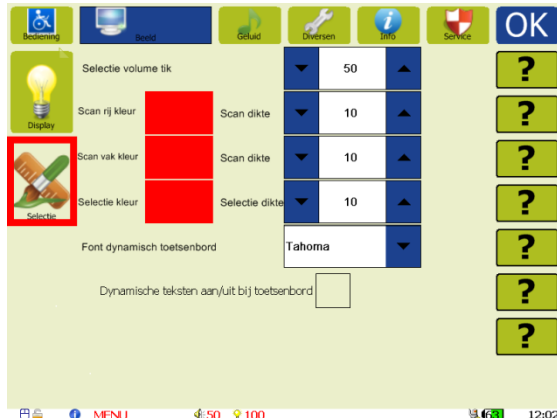 Bediening Beeld Geluid Diversen Info Service OK
Selectie volume tik 50 ?
Display
Scan rij kleur Scan dikte 10 ?
Scan vak kleur Scan dikte 10 ?
Selectie
Selectie kleur Selectie dikte 10 ?
Font dynamisch toetsenbord Tahoma ?
Dynamische teksten aan/uit bij toetsenbord ?
?
MENU 50 100 63 12:02